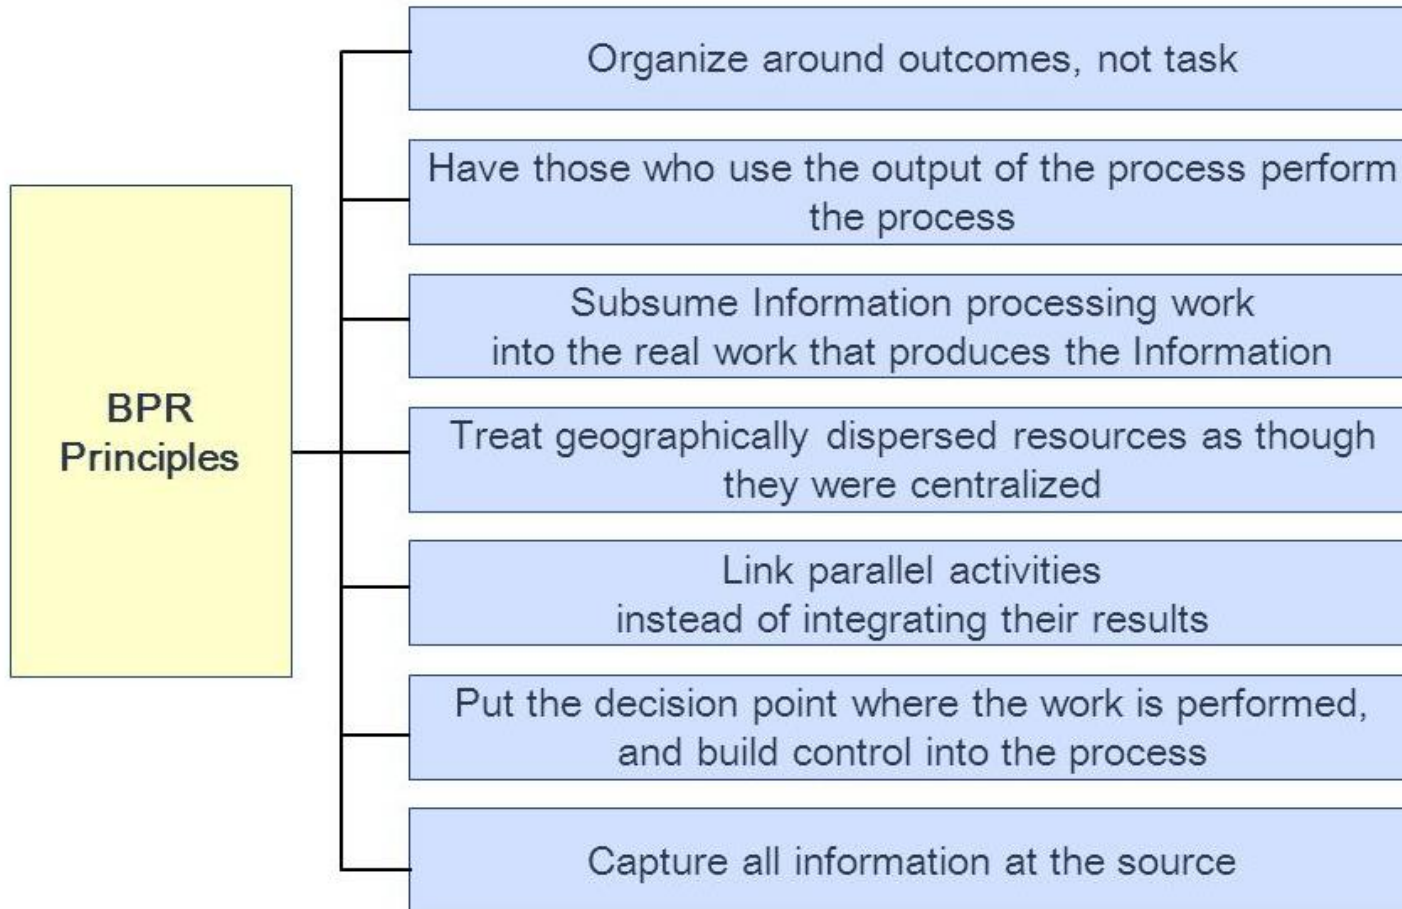 Organize around outcomes, not task
Have those who use the output of the process perform
the process
Subsume Information processing work
into the real work that produces the Information
BPR
Principles
Treat geographically dispersed resources as though
they were centralized
Link parallel activities
instead of integrating their results
Put the decision point where the work is performed,
and build control into the process
Capture all information at the source